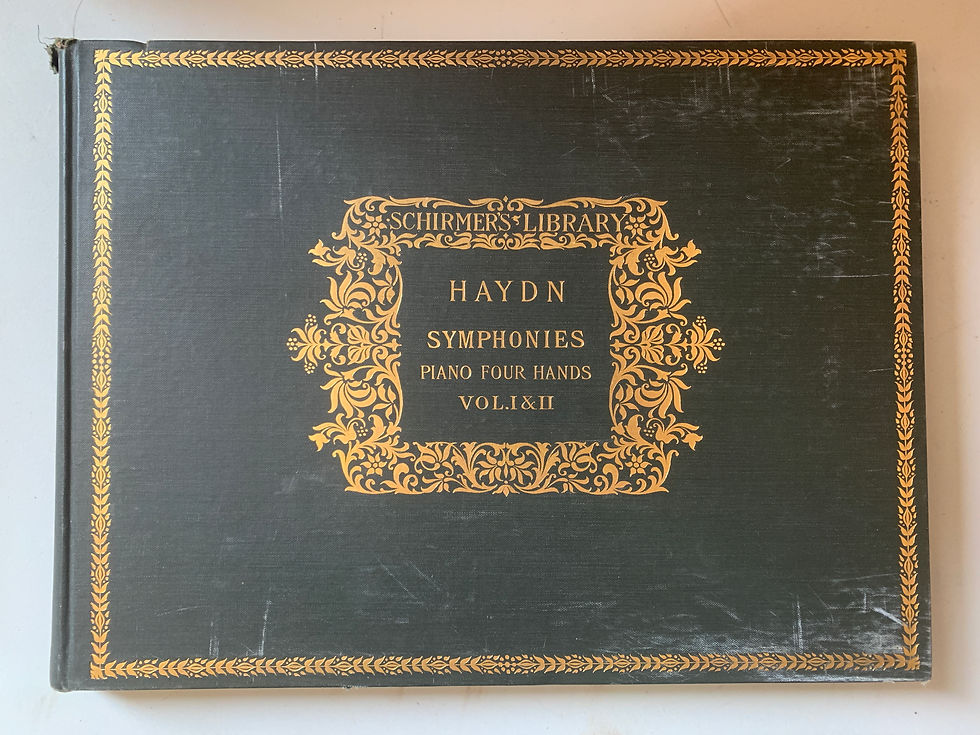 SCHIRMER'S LIBRARY
HAYDN
SYMPHONIES
PIANO FOUR HANDS
VOL. I & II